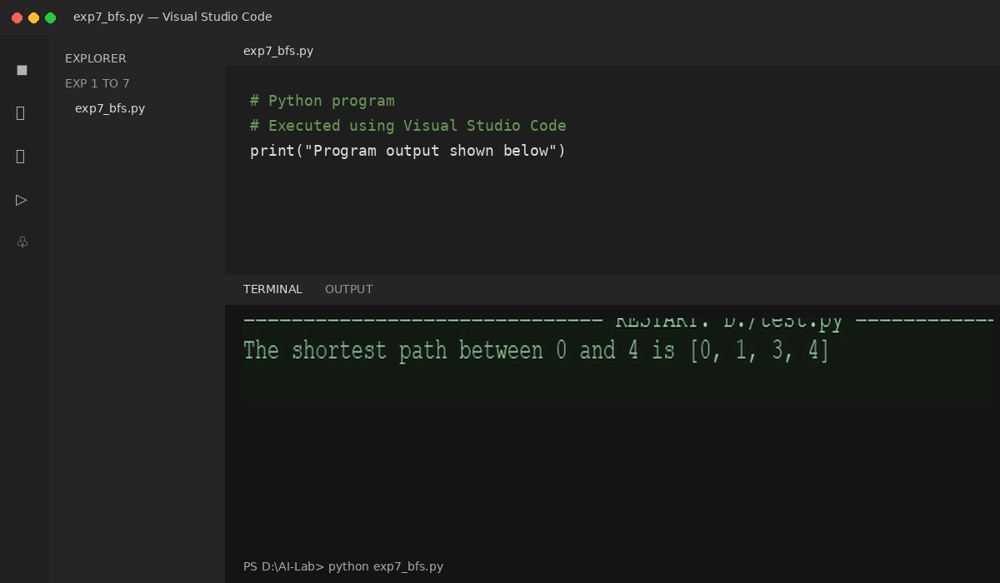 exp7_bfs.py — Visual Studio Code
EXPLORER
EXP 1 TO 7
exp7_bfs.py
exp7_bfs.py
# Python program
# Executed using Visual Studio Code
print("Program output shown below")
TERMINAL
OUTPUT
RESTART: D:/test.py
The shortest path between 0 and 4 is [0, 1, 3, 4]
PS D:\AI-Lab> python exp7_bfs.py